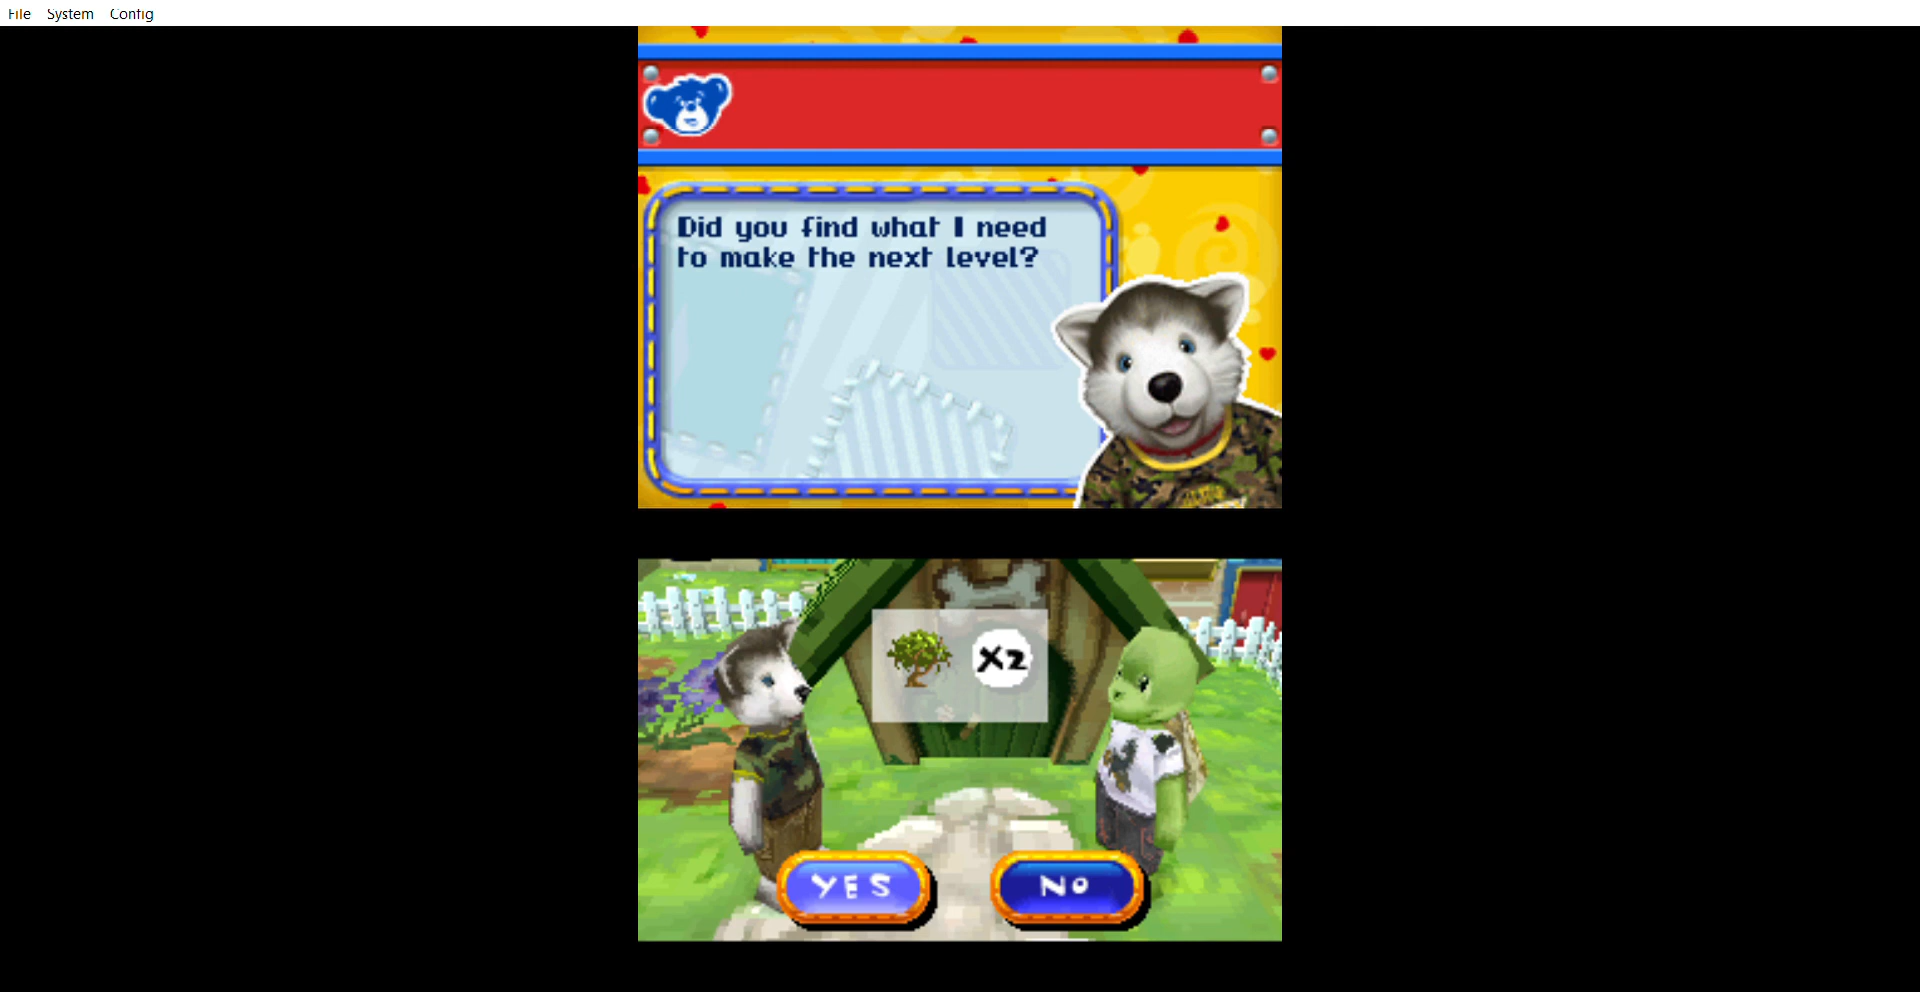 File System Config
Did you find what I need
to make the next level?
X2
YES No